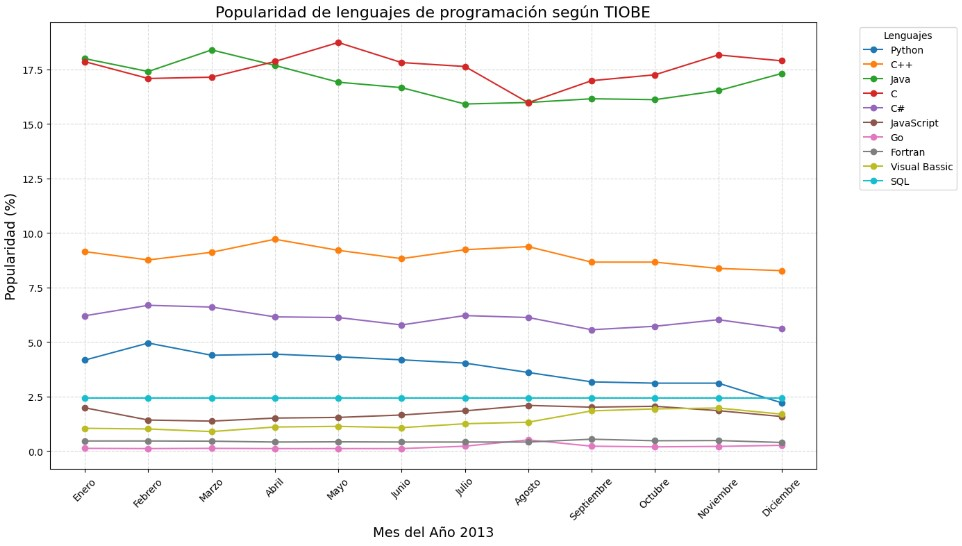 Popularidad de lenguajes de programación según TIOBE
Lenguajes
Python
C++
Java
C
C#
JavaScript
Go
Fortran
Visual Bassic
SQL
Popularidad (%)
17.5
15.0
12.5
10.0
7.5
5.0
2.5
0.0
Enero
Febrero
Marzo
Abril
Mayo
Junio
Julio
Agosto
Septiembre
Octubre
Noviembre
Diciembre
Mes del Año 2013